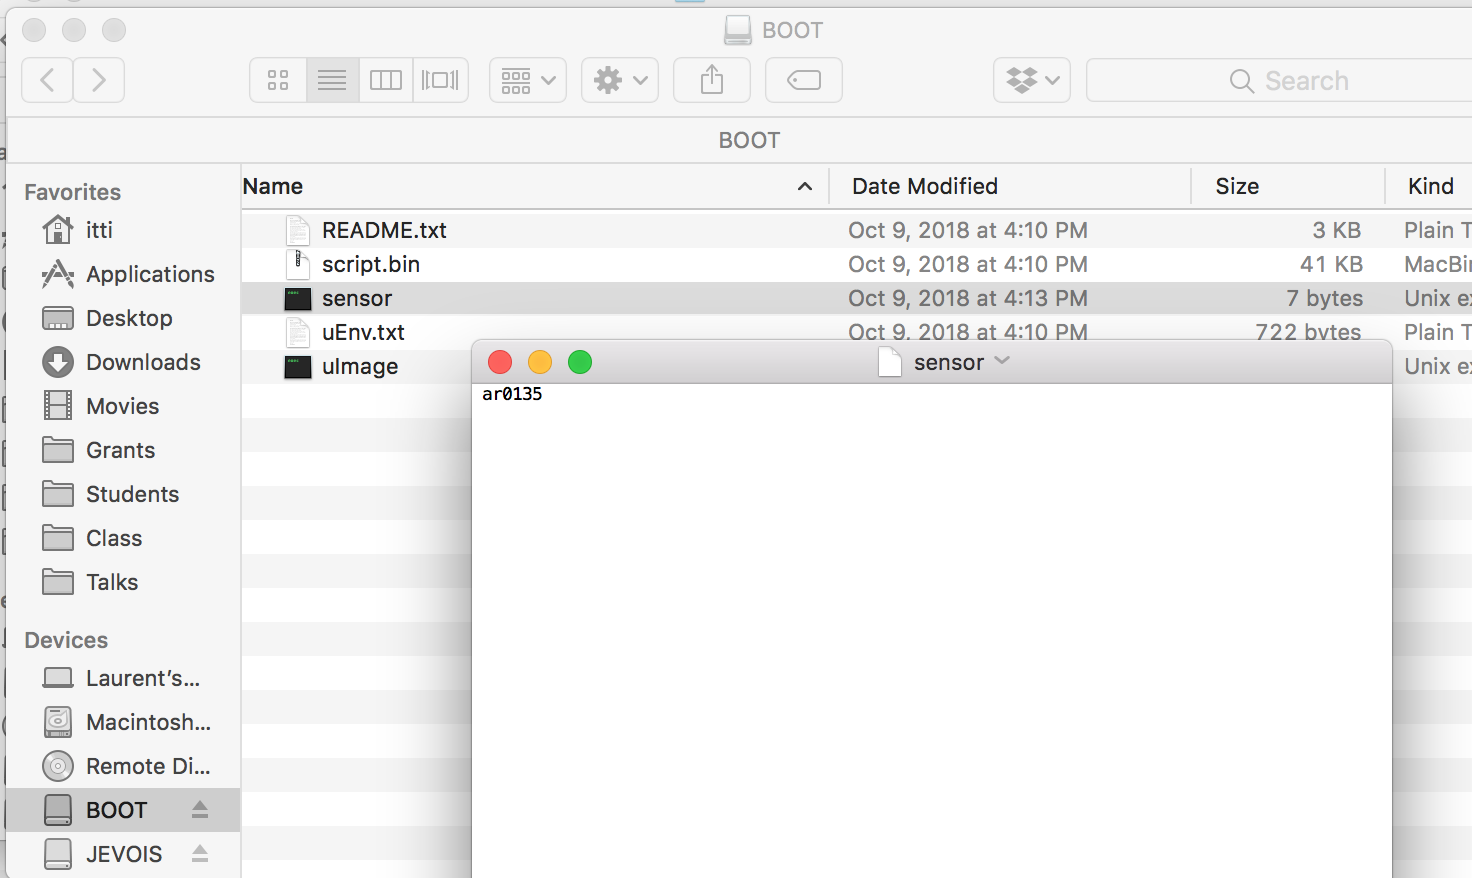 BOOT
Search
BOOT
Favorites
itti
Applications
Desktop
Downloads
Movies
Grants
Students
Class
Talks
Devices
Laurent’s...
Macintosh...
Remote Di...
BOOT
JEVOIS
Name Date Modified Size Kind
README.txt Oct 9, 2018 at 4:10 PM 3 KB Plain T
script.bin Oct 9, 2018 at 4:10 PM 41 KB MacBin
sensor Oct 9, 2018 at 4:13 PM 7 bytes Unix ex
uEnv.txt Oct 9, 2018 at 4:10 PM 722 bytes Plain T
uImage Unix ex
sensor
ar0135